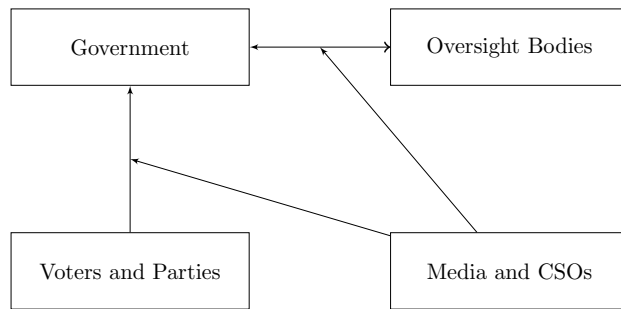 Government
Oversight Bodies
Voters and Parties
Media and CSOs